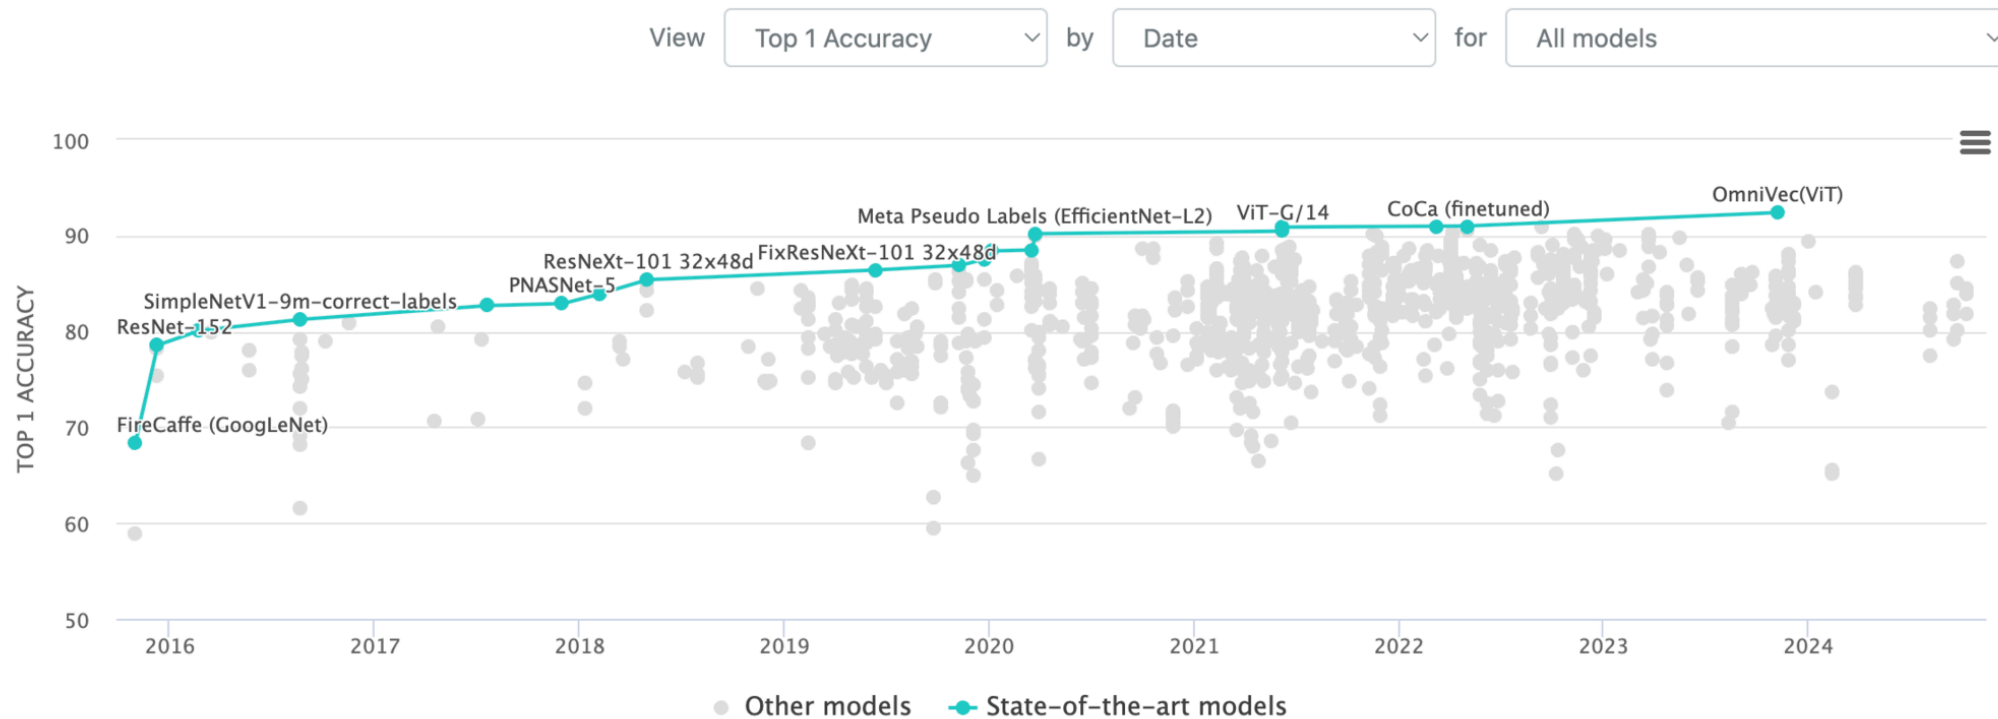 View Top 1 Accuracy by Date for All models
100
90
80
70
60
50
TOP 1 ACCURACY
OmniVec(ViT)
Meta Pseudo Labels (EfficientNet-L2)
ViT-G/14
CoCa (finetuned)
ResNeXt-101 32x48d
FixResNeXt-101 32x48d
PNASNet-5
SimpleNetV1-9m-correct-labels
ResNet-152
FireCaffe (GoogLeNet)
2016 2017 2018 2019 2020 2021 2022 2023 2024
Other models State-of-the-art models